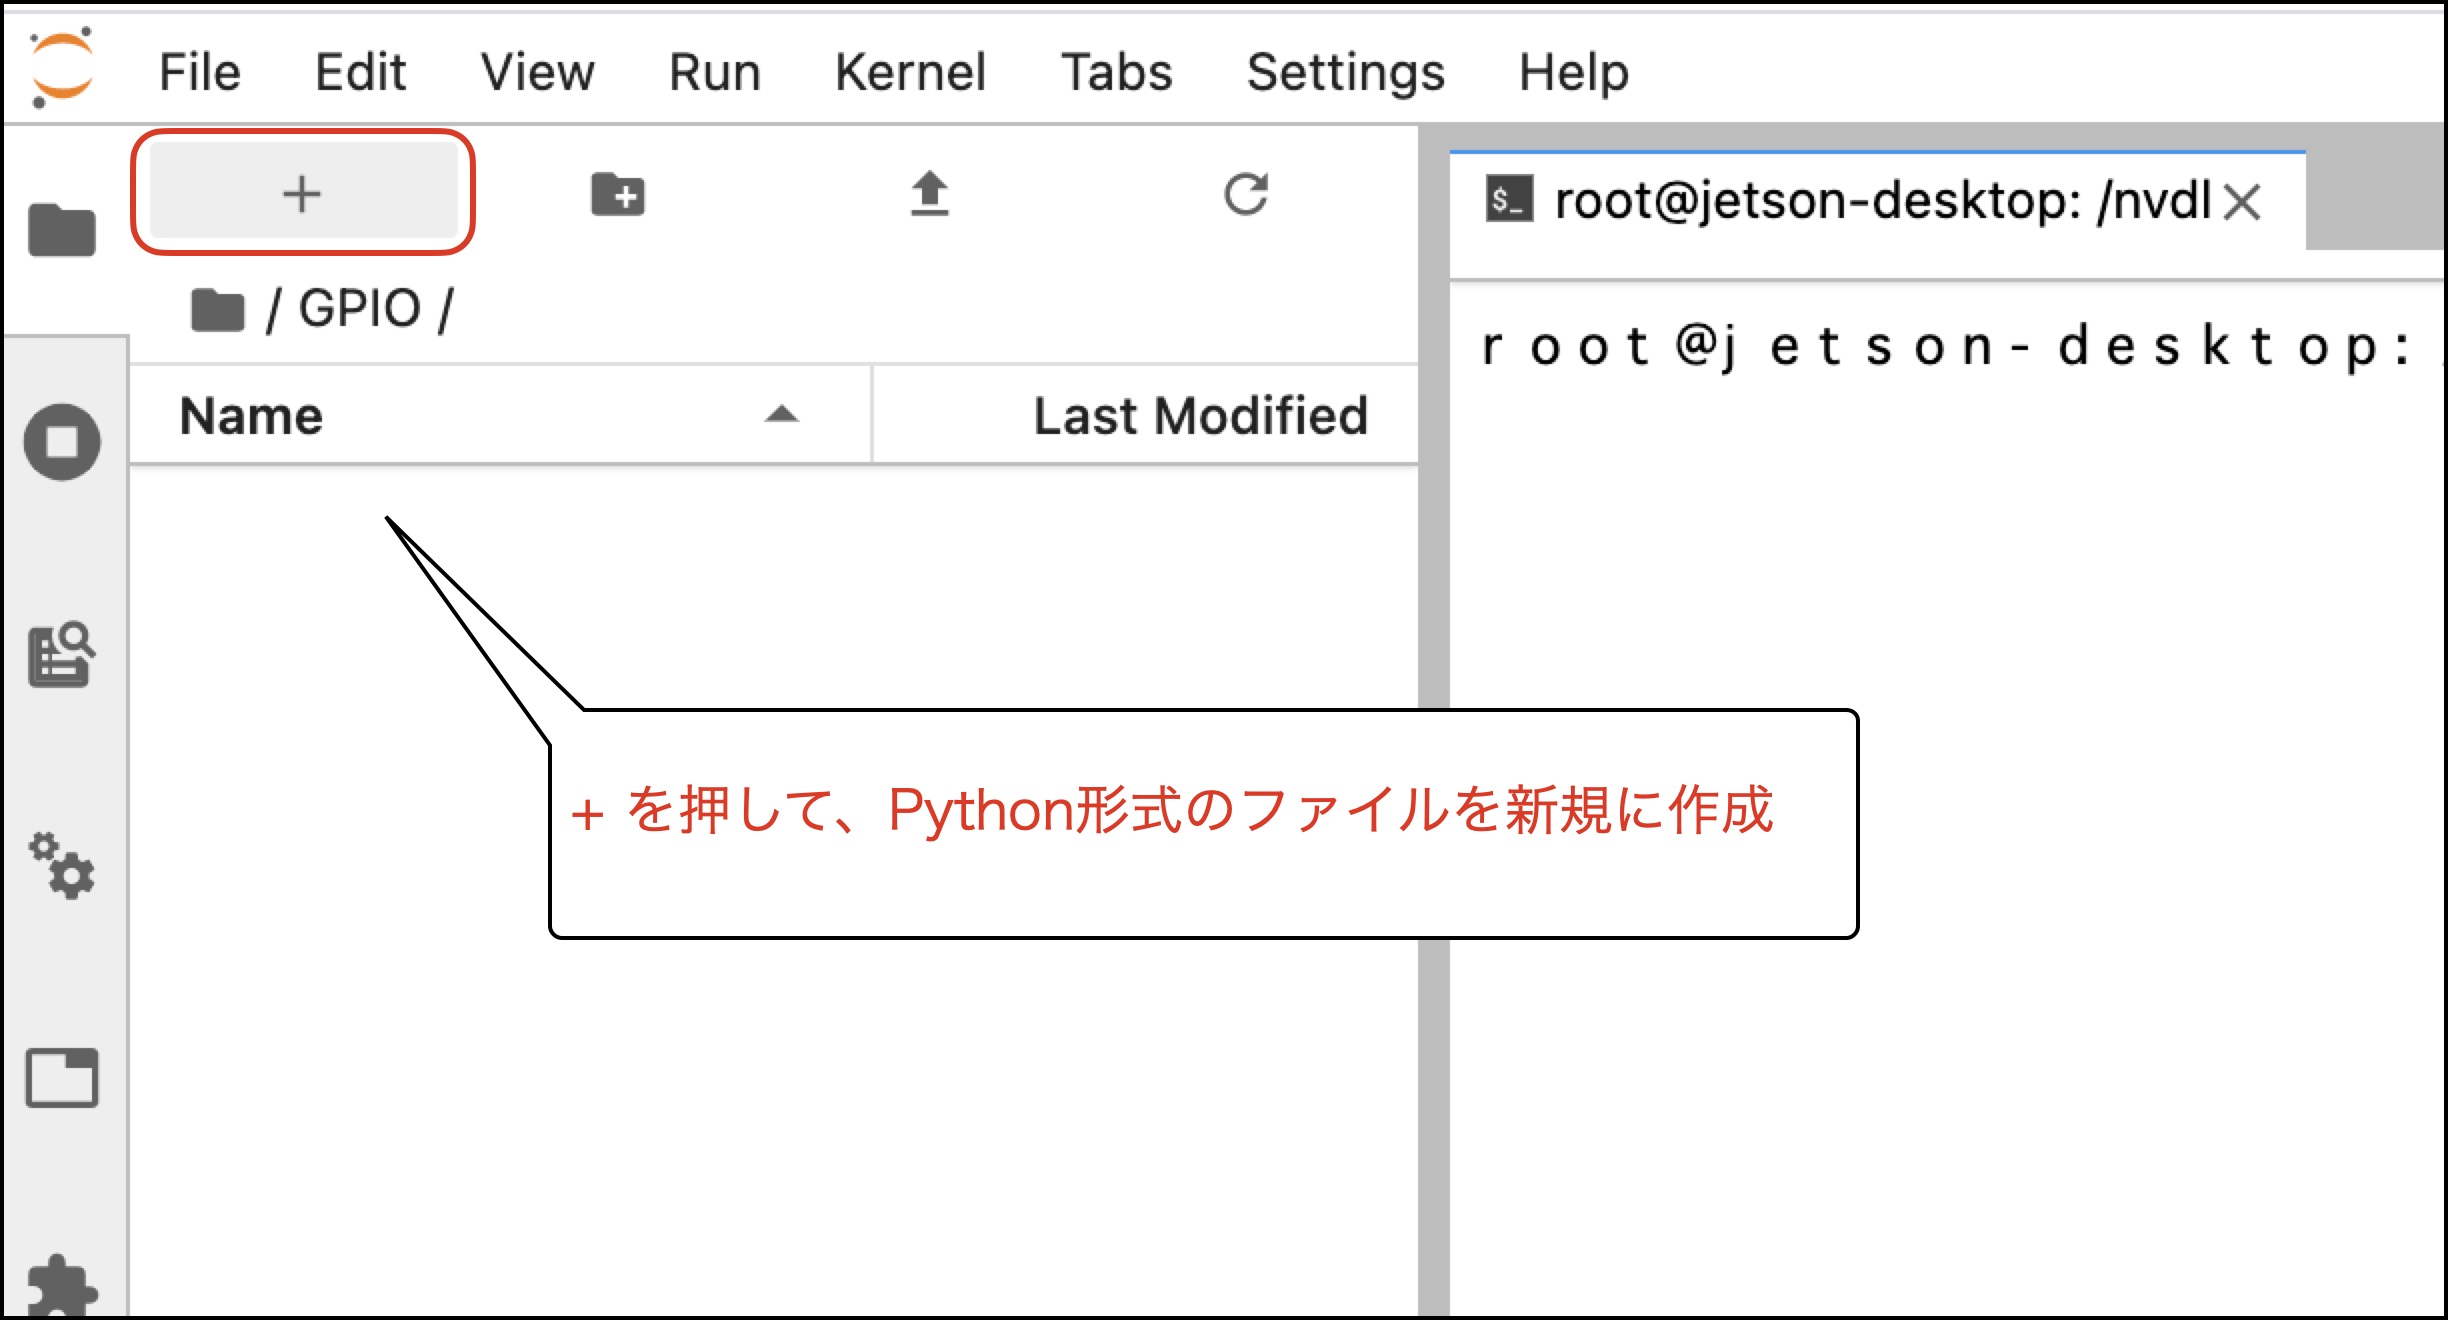 File Edit View Run Kernel Tabs Settings Help
+
$_ root@jetson-desktop: /nvdl
/ GPIO /
root@jetson-desktop:
Name Last Modified
+ を押して、Python形式のファイルを新規に作成